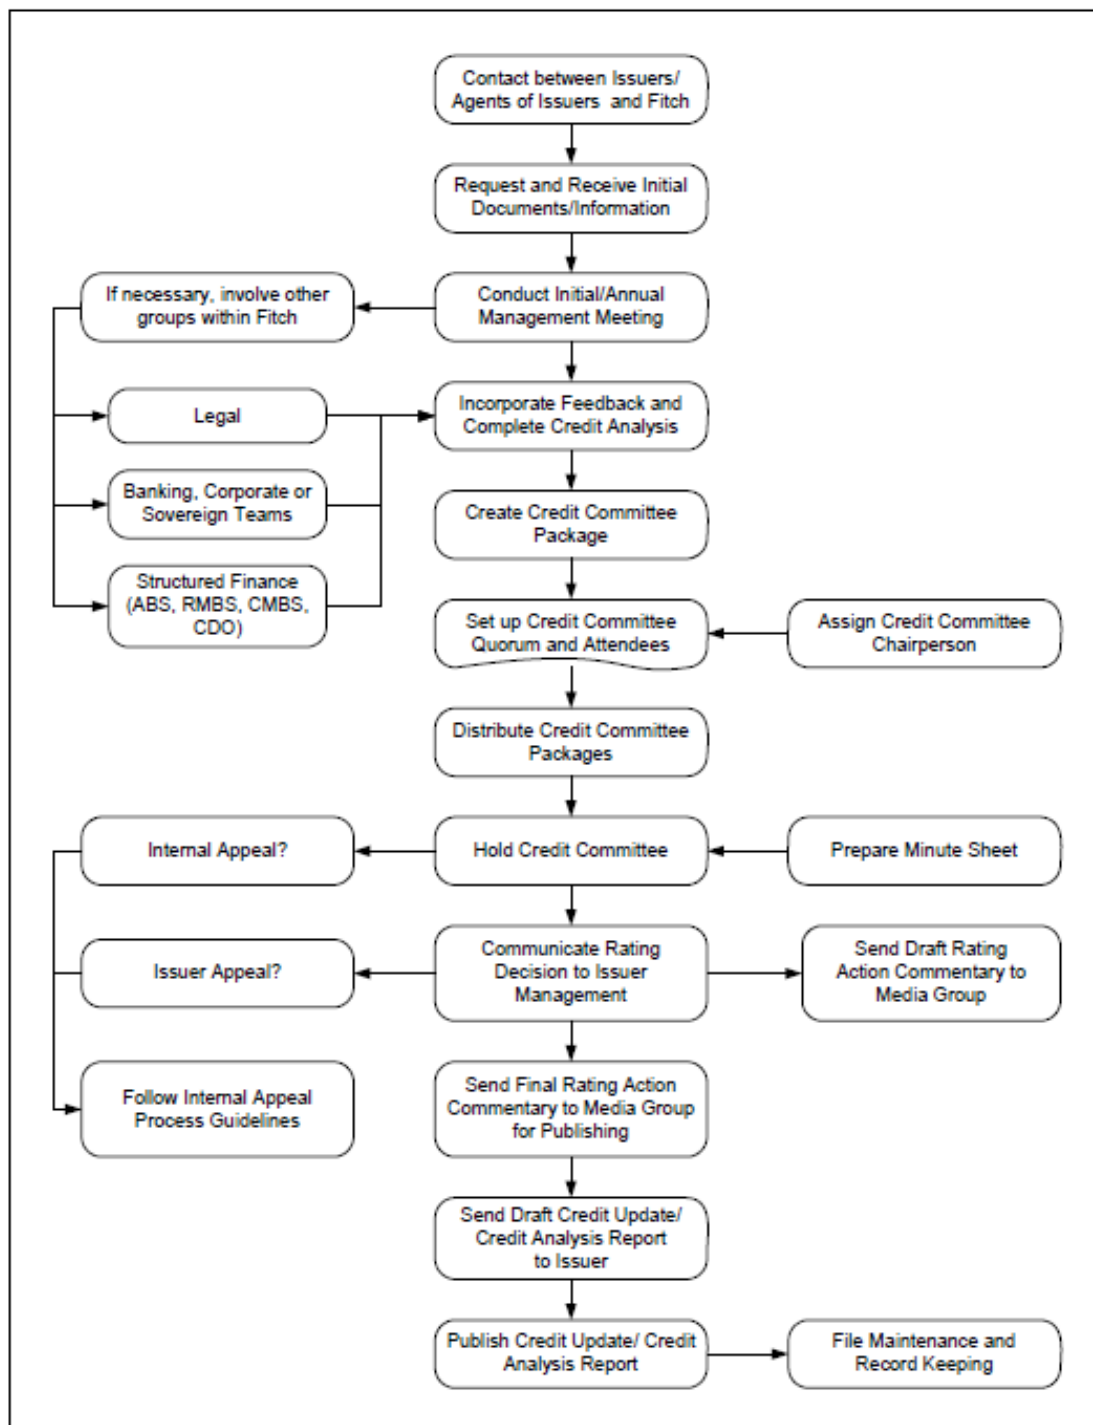 Contact between Issuers/
Agents of Issuers and Fitch
Request and Receive Initial
Documents/Information
If necessary, involve other
groups within Fitch
Conduct Initial/Annual
Management Meeting
Legal
Incorporate Feedback and
Complete Credit Analysis
Banking, Corporate or
Sovereign Teams
Create Credit Committee
Package
Structured Finance
(ABS, RMBS, CMBS,
CDO)
Set up Credit Committee
Quorum and Attendees
Assign Credit Committee
Chairperson
Distribute Credit Committee
Packages
Internal Appeal?
Hold Credit Committee
Prepare Minute Sheet
Issuer Appeal?
Communicate Rating
Decision to Issuer
Management
Send Draft Rating
Action Commentary to
Media Group
Follow Internal Appeal
Process Guidelines
Send Final Rating Action
Commentary to Media Group
for Publishing
Send Draft Credit Update/
Credit Analysis Report
to Issuer
Publish Credit Update/ Credit
Analysis Report
File Maintenance and
Record Keeping